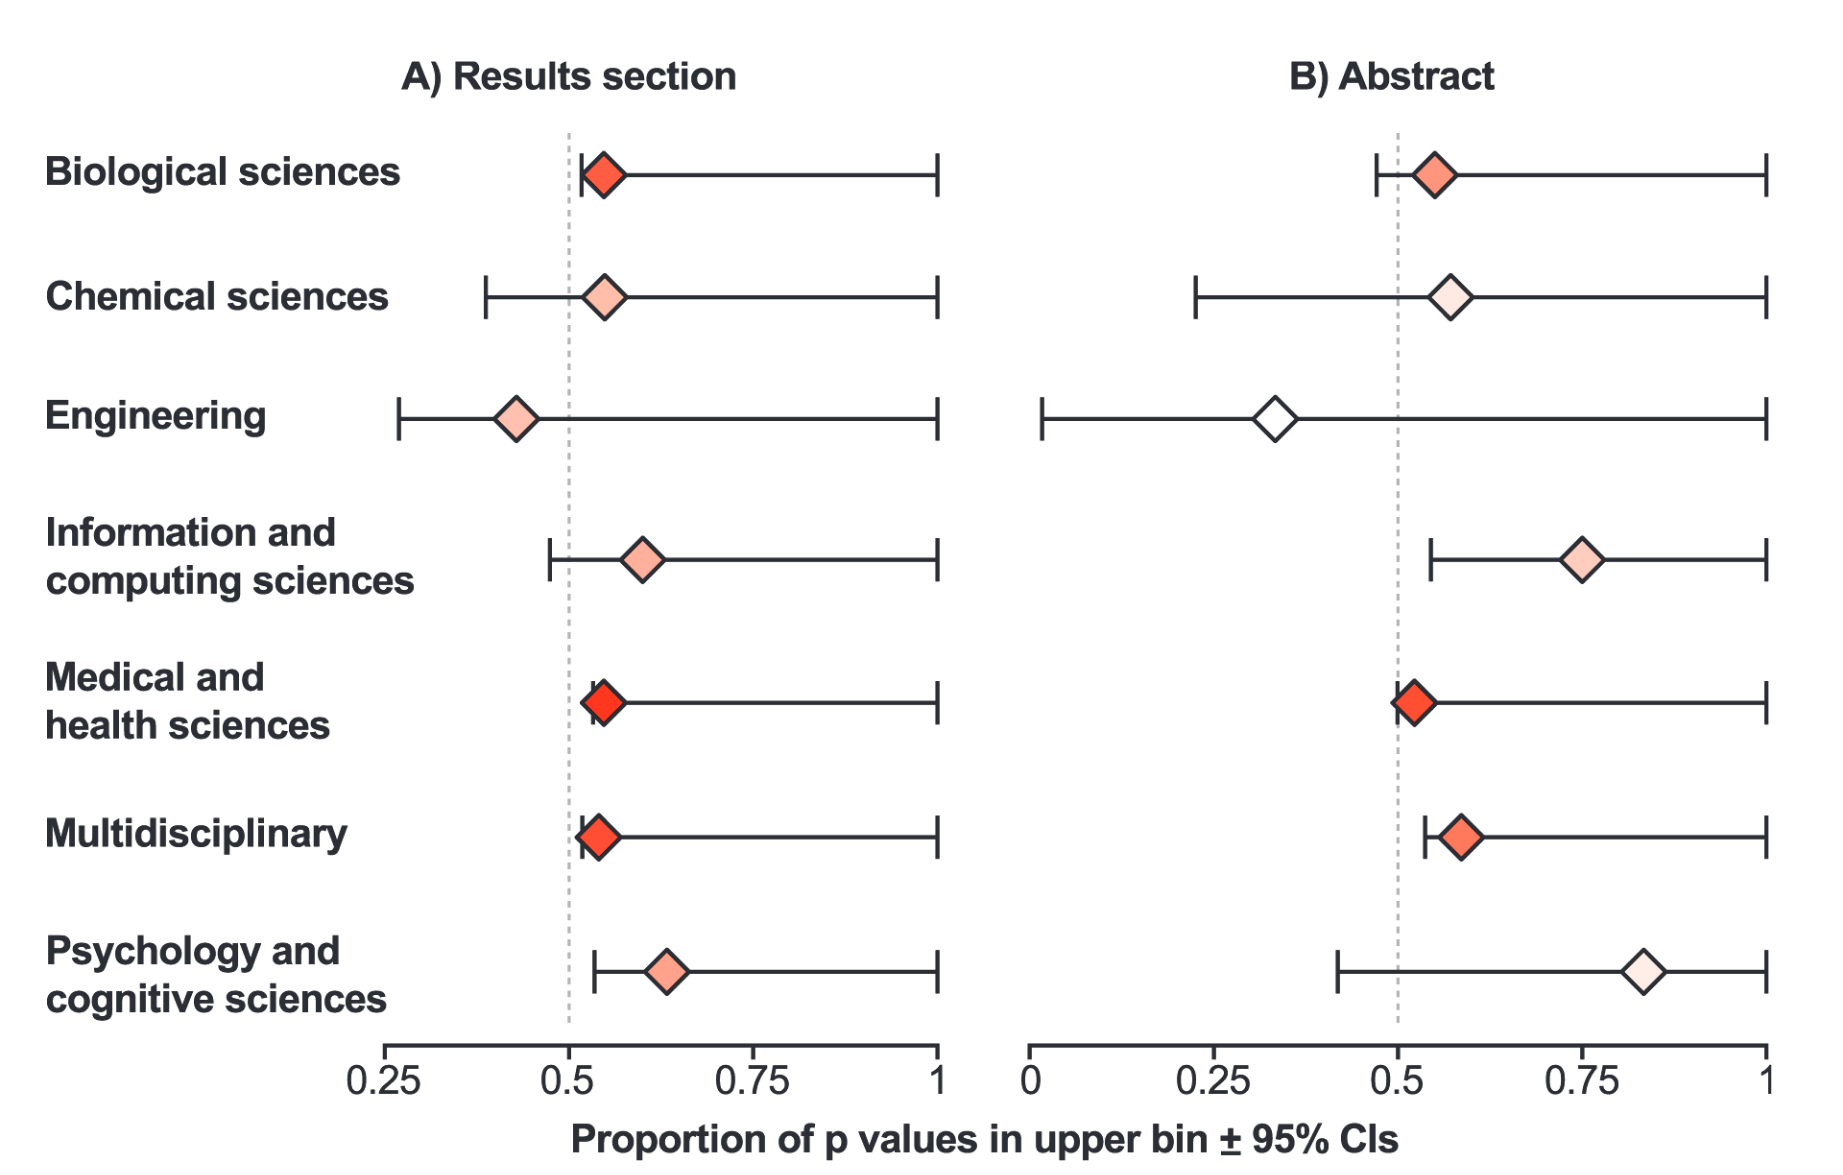 A) Results section
B) Abstract
Biological sciences
Chemical sciences
Engineering
Information and
computing sciences
Medical and
health sciences
Multidisciplinary
Psychology and
cognitive sciences
0.25 0.5 0.75 1
0 0.25 0.5 0.75 1
Proportion of p values in upper bin ± 95% CIs